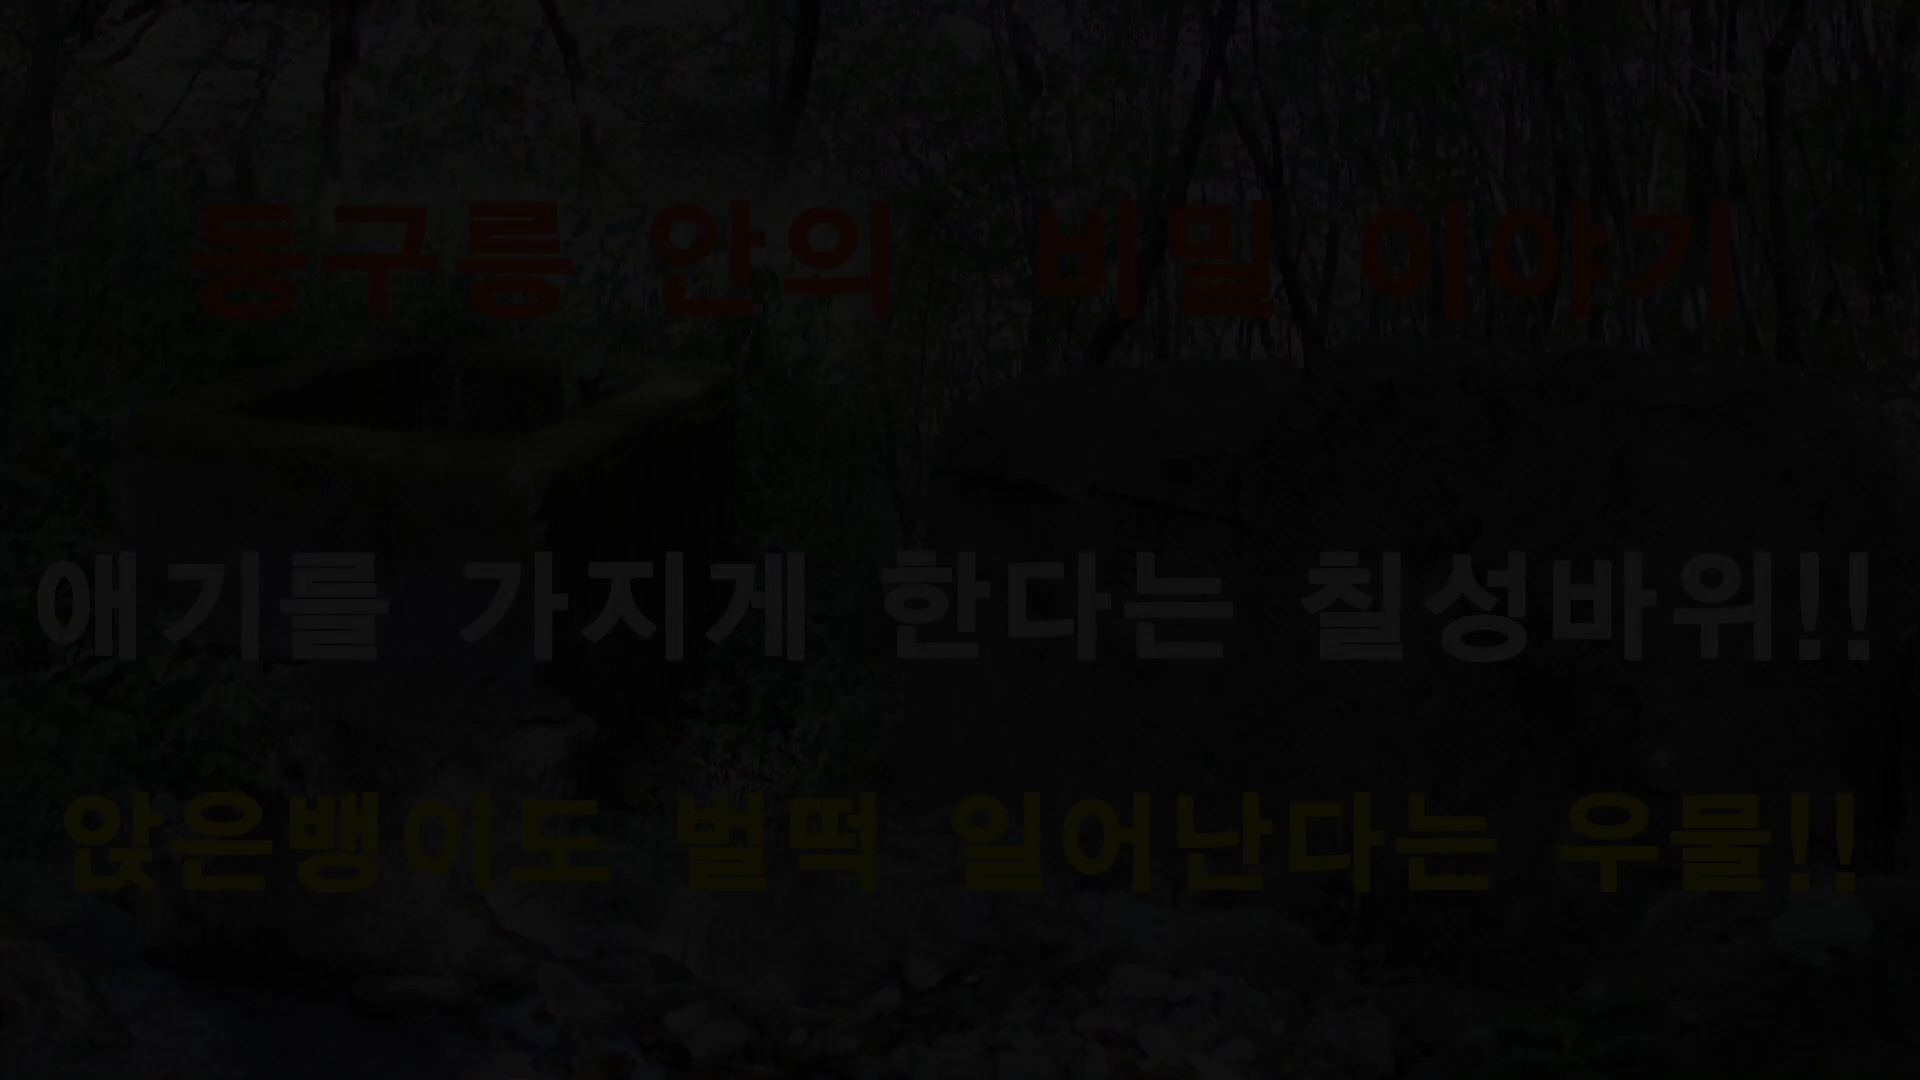 동구릉 안의 비밀 이야기
애기를 가지게 한다는 칠성바위!!
앉은뱅이도 벌떡 일어난다는 우물!!